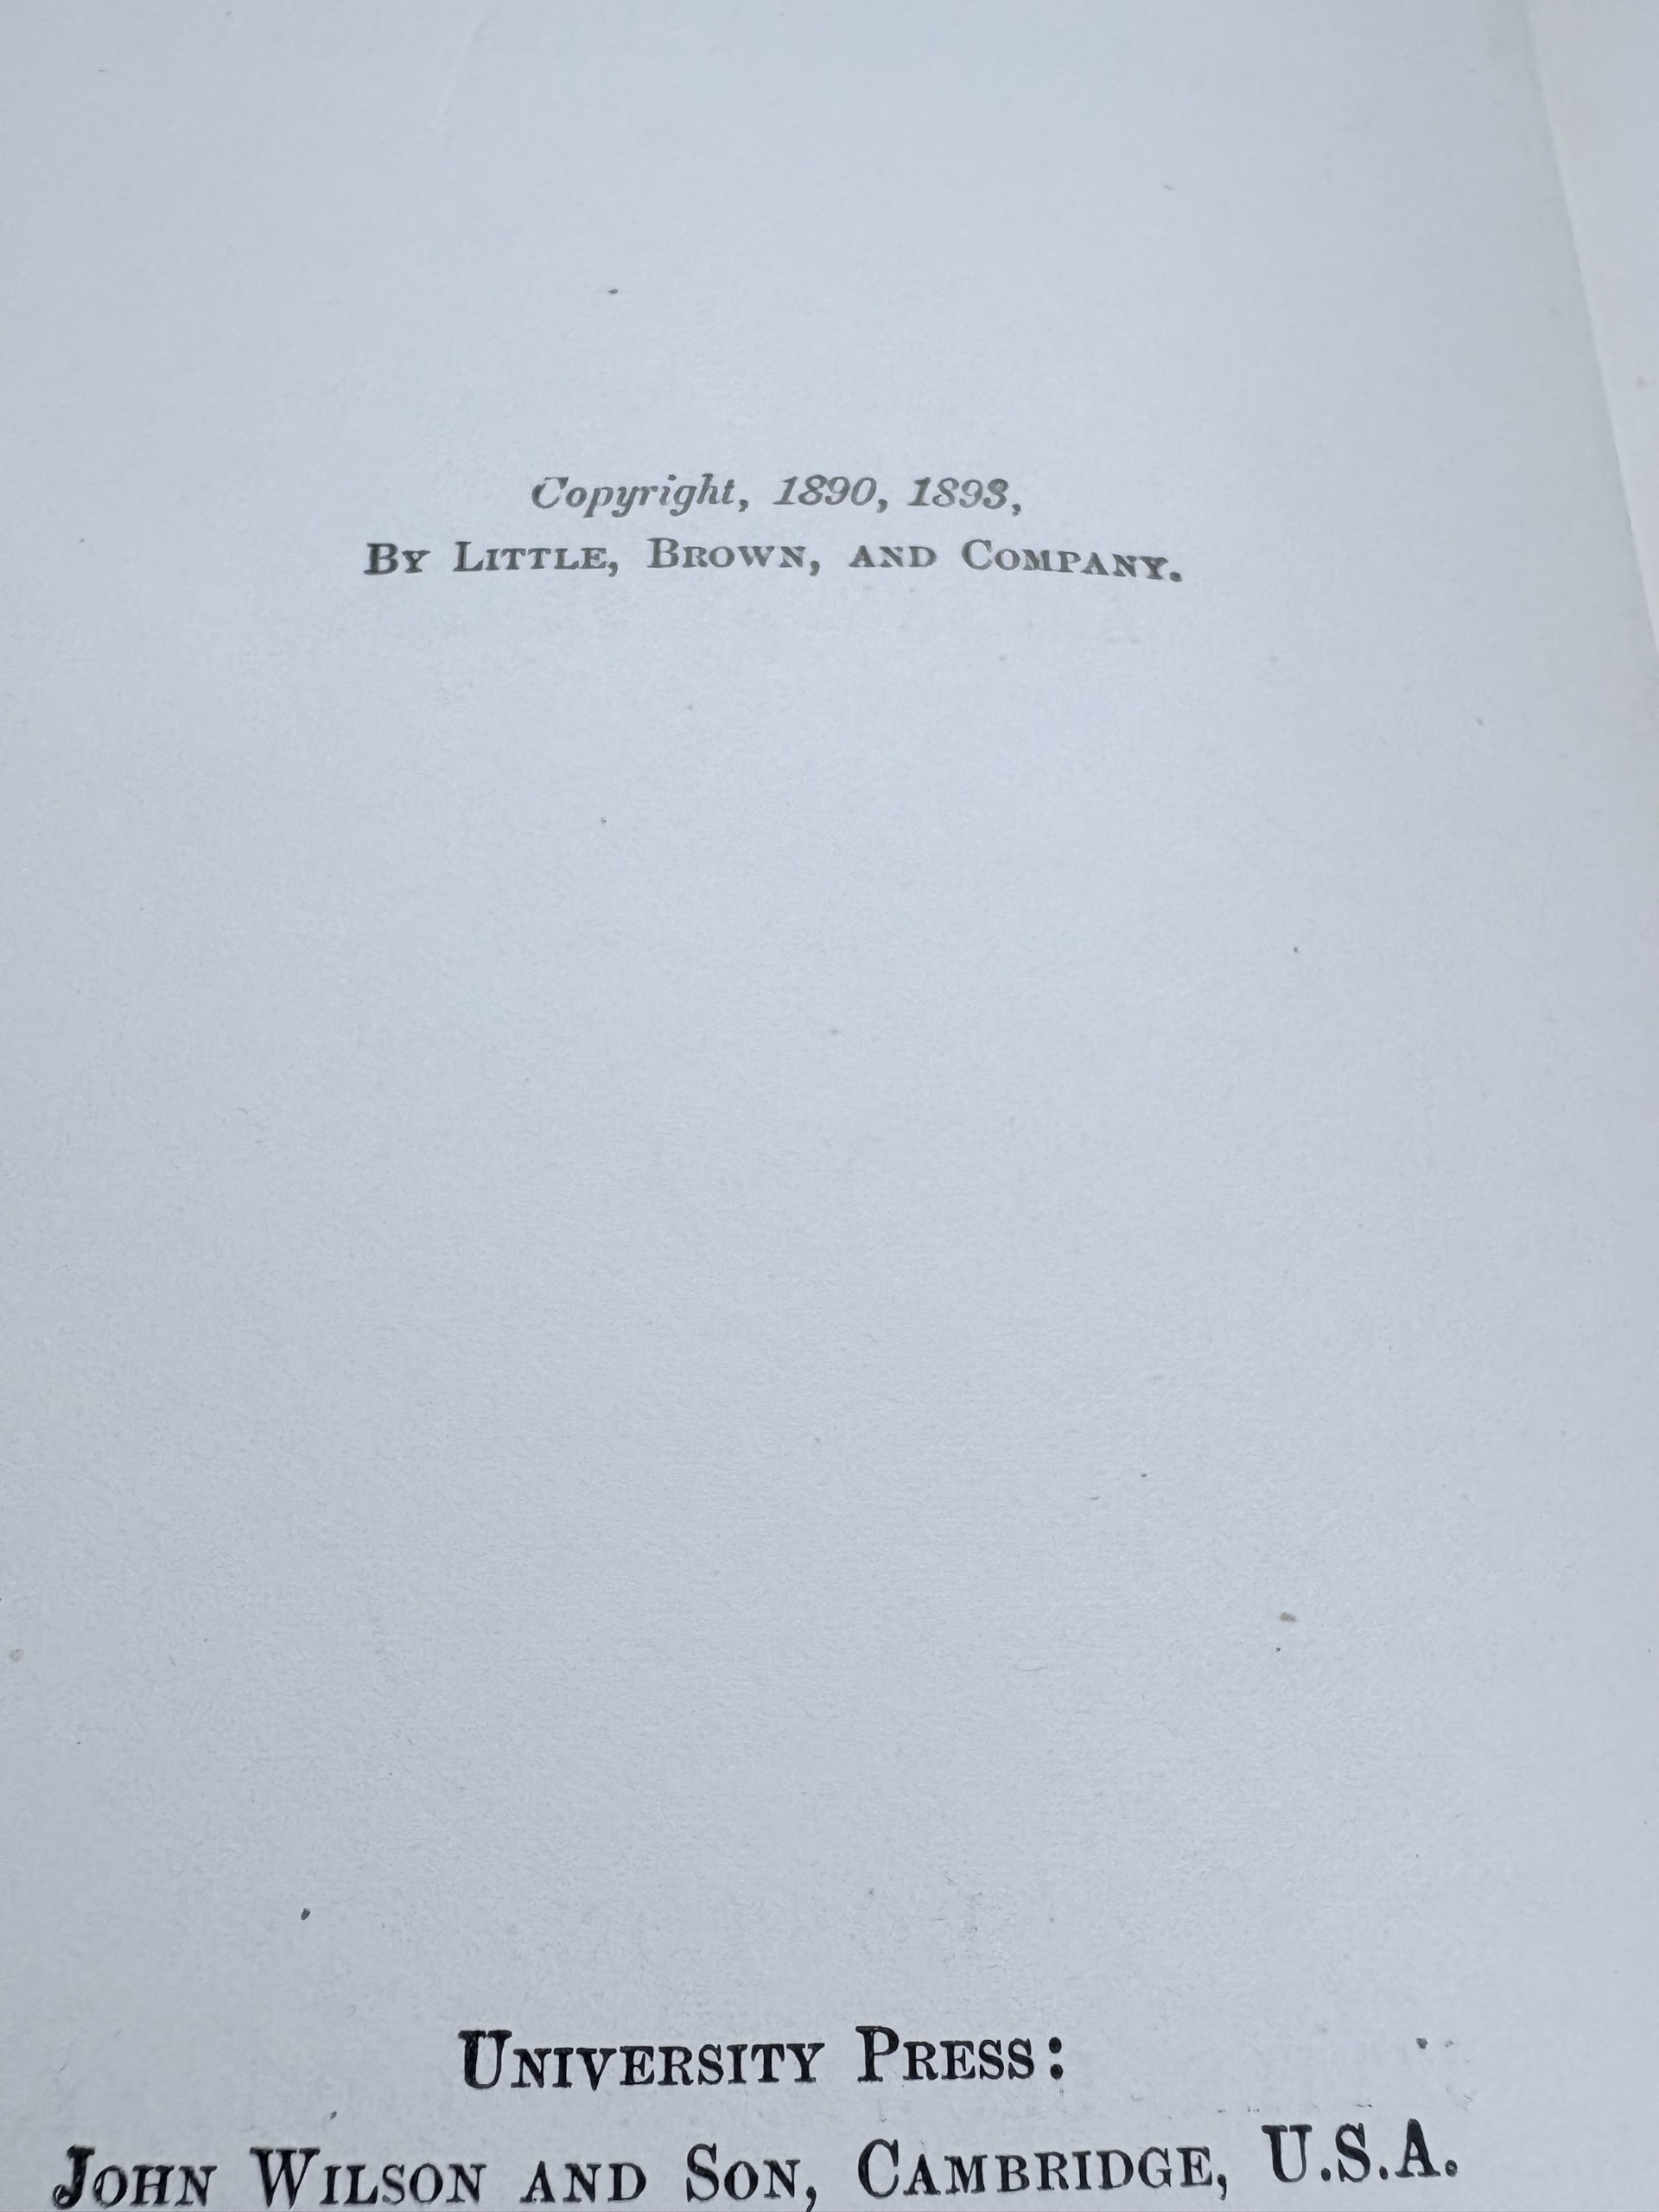 Copyright, 1890, 1893,
By Little, Brown, and Company.
University Press:
John Wilson and Son, Cambridge, U.S.A.